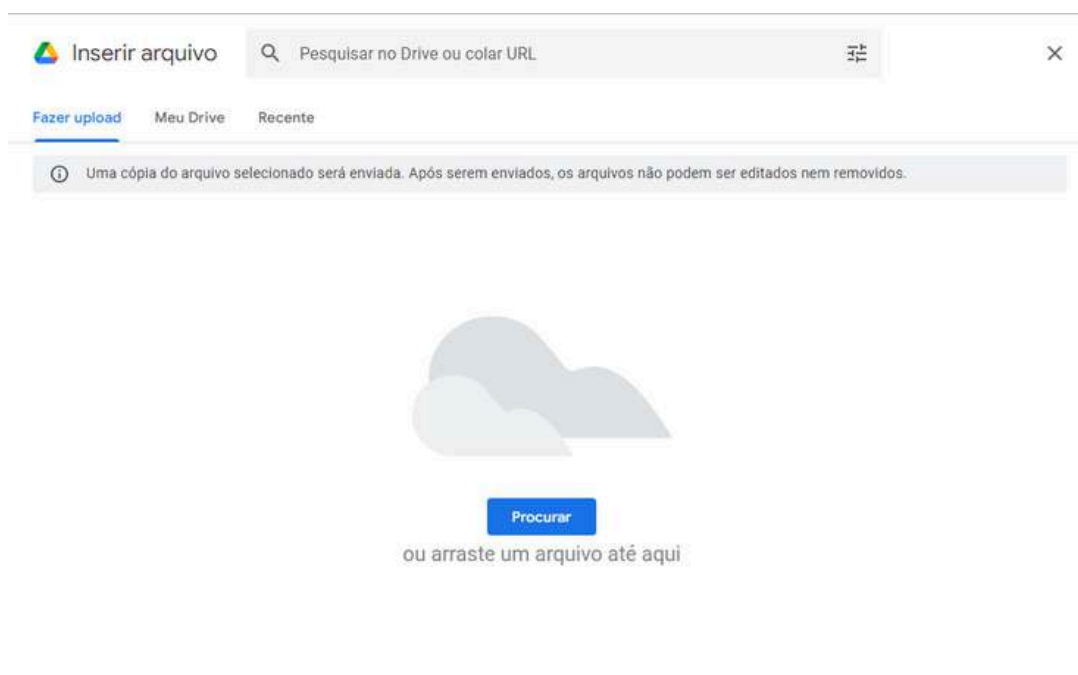 Inserir arquivo
Pesquisar no Drive ou colar URL
Fazer upload
Meu Drive
Recente
Uma cópia do arquivo selecionado será enviada. Após serem enviados, os arquivos não podem ser editados nem removidos.
Procurar
ou arraste um arquivo até aqui